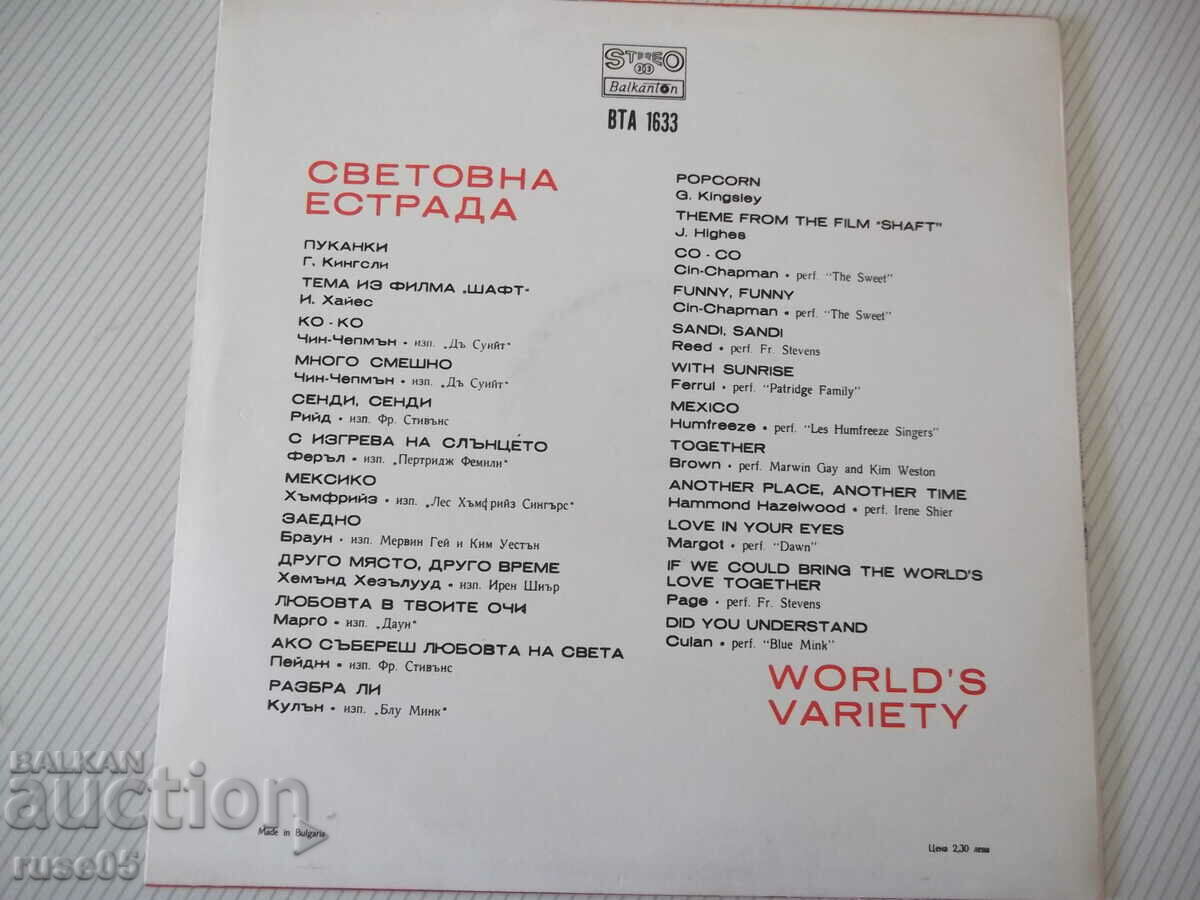 STEREO
33
Balkanton
ВТА 1633
СВЕТОВНА
ЕСТРАДА
ПУКАНКИ
Г. Кингсли
ТЕМА ИЗ ФИЛМА „ШАФТ“
И. Хайес
КО - КО
Чин-Чепмън • изп. „Дъ Суийт“
МНОГО СМЕШНО
Чин-Чепмън • изп. „Дъ Суийт“
СЕНДИ, СЕНДИ
Рийд • изп. Фр. Стивънс
С ИЗГРЕВА НА СЛЪНЦЕТО
Феръл • изп. „Пертридж Фемили“
МЕКСИКО
Хъмфрийз • изп. „Лес Хъмфрийз Сингърс“
ЗАЕДНО
Браун • изп. Мервин Гей и Ким Уестън
ДРУГО МЯСТО, ДРУГО ВРЕМЕ
Хемънд Хезълууд • изп. Ирен Шиър
ЛЮБОВТА В ТВОИТЕ ОЧИ
Марго • изп. „Даун“
АКО СЪБЕРЕШ ЛЮБОВТА НА СВЕТА
Пейдж • изп. Фр. Стивънс
РАЗБРА ЛИ
Кулън • изп. „Блу Минк“
POPCORN
G. Kingsley
THEME FROM THE FILM "SHAFT"
J. Highes
CO - CO
Cin-Chapman • perf. "The Sweet"
FUNNY, FUNNY
Cin-Chapman • perf. "The Sweet"
SANDI, SANDI
Reed • perf. Fr. Stevens
WITH SUNRISE
Ferrul • perf. "Patridge Family"
MEXICO
Humfreeze • perf. "Les Humfreeze Singers"
TOGETHER
Brown • perf. Marwin Gay and Kim Weston
ANOTHER PLACE, ANOTHER TIME
Hammond Hazelwood • perf. Irene Shier
LOVE IN YOUR EYES
Margot • perf. "Dawn"
IF WE COULD BRING THE WORLD'S
LOVE TOGETHER
Page • perf. Fr. Stevens
DID YOU UNDERSTAND
Culan • perf. "Blue Mink"
WORLD'S
VARIETY
BALKAN
auction
ruse05
Made in Bulgaria
Цена 2,30 лева